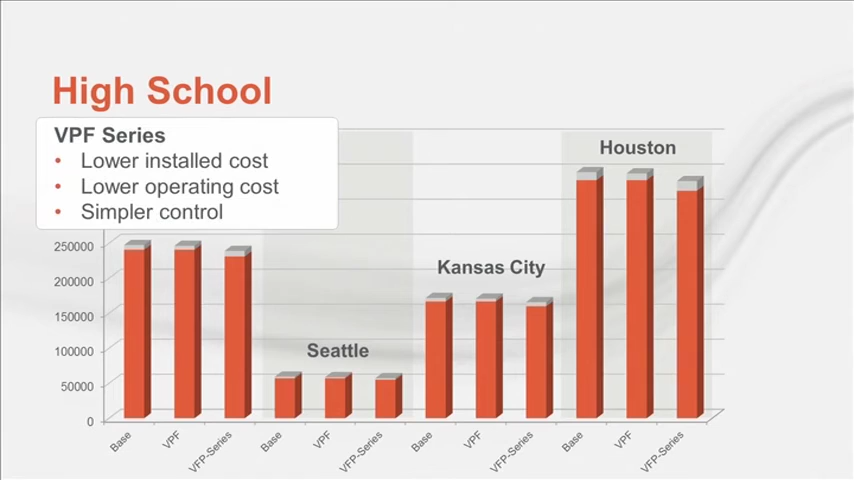 High School
VPF Series
• Lower installed cost
• Lower operating cost
• Simpler control
Houston
Kansas City
Seattle
250000
200000
150000
100000
50000
0
Base
VPF
VFP-Series
Base
VPF
VFP-Series
Base
VPF
VFP-Series
Base
VPF
VFP-Series